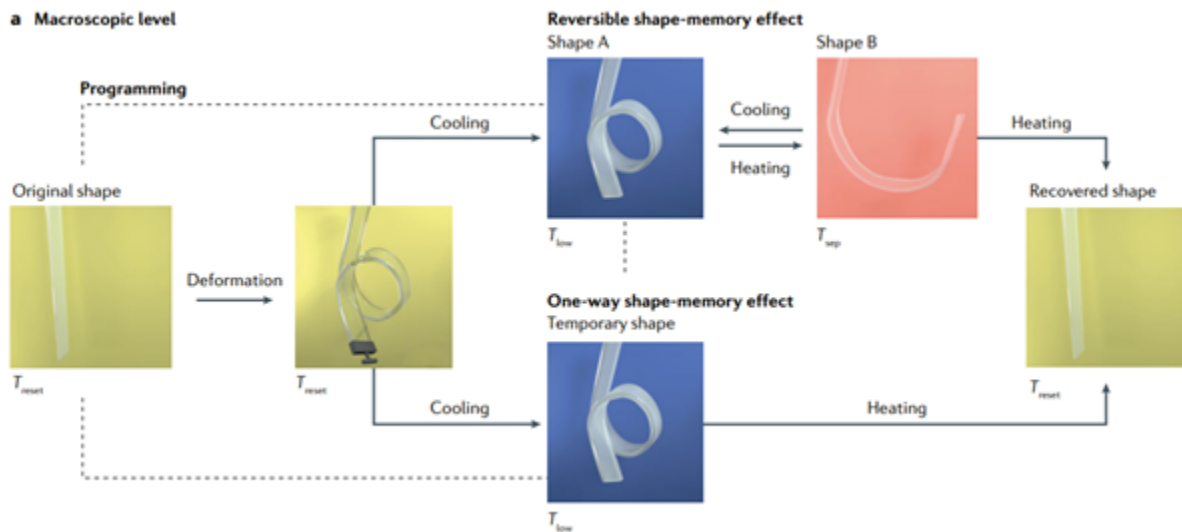 a Macroscopic level
Reversible shape-memory effect
Shape A
Shape B
Programming
Cooling
Cooling
Heating
Heating
Original shape
Recovered shape
T low
T sep
Deformation
One-way shape-memory effect
Temporary shape
T reset
T reset
T reset
Cooling
Heating
T low